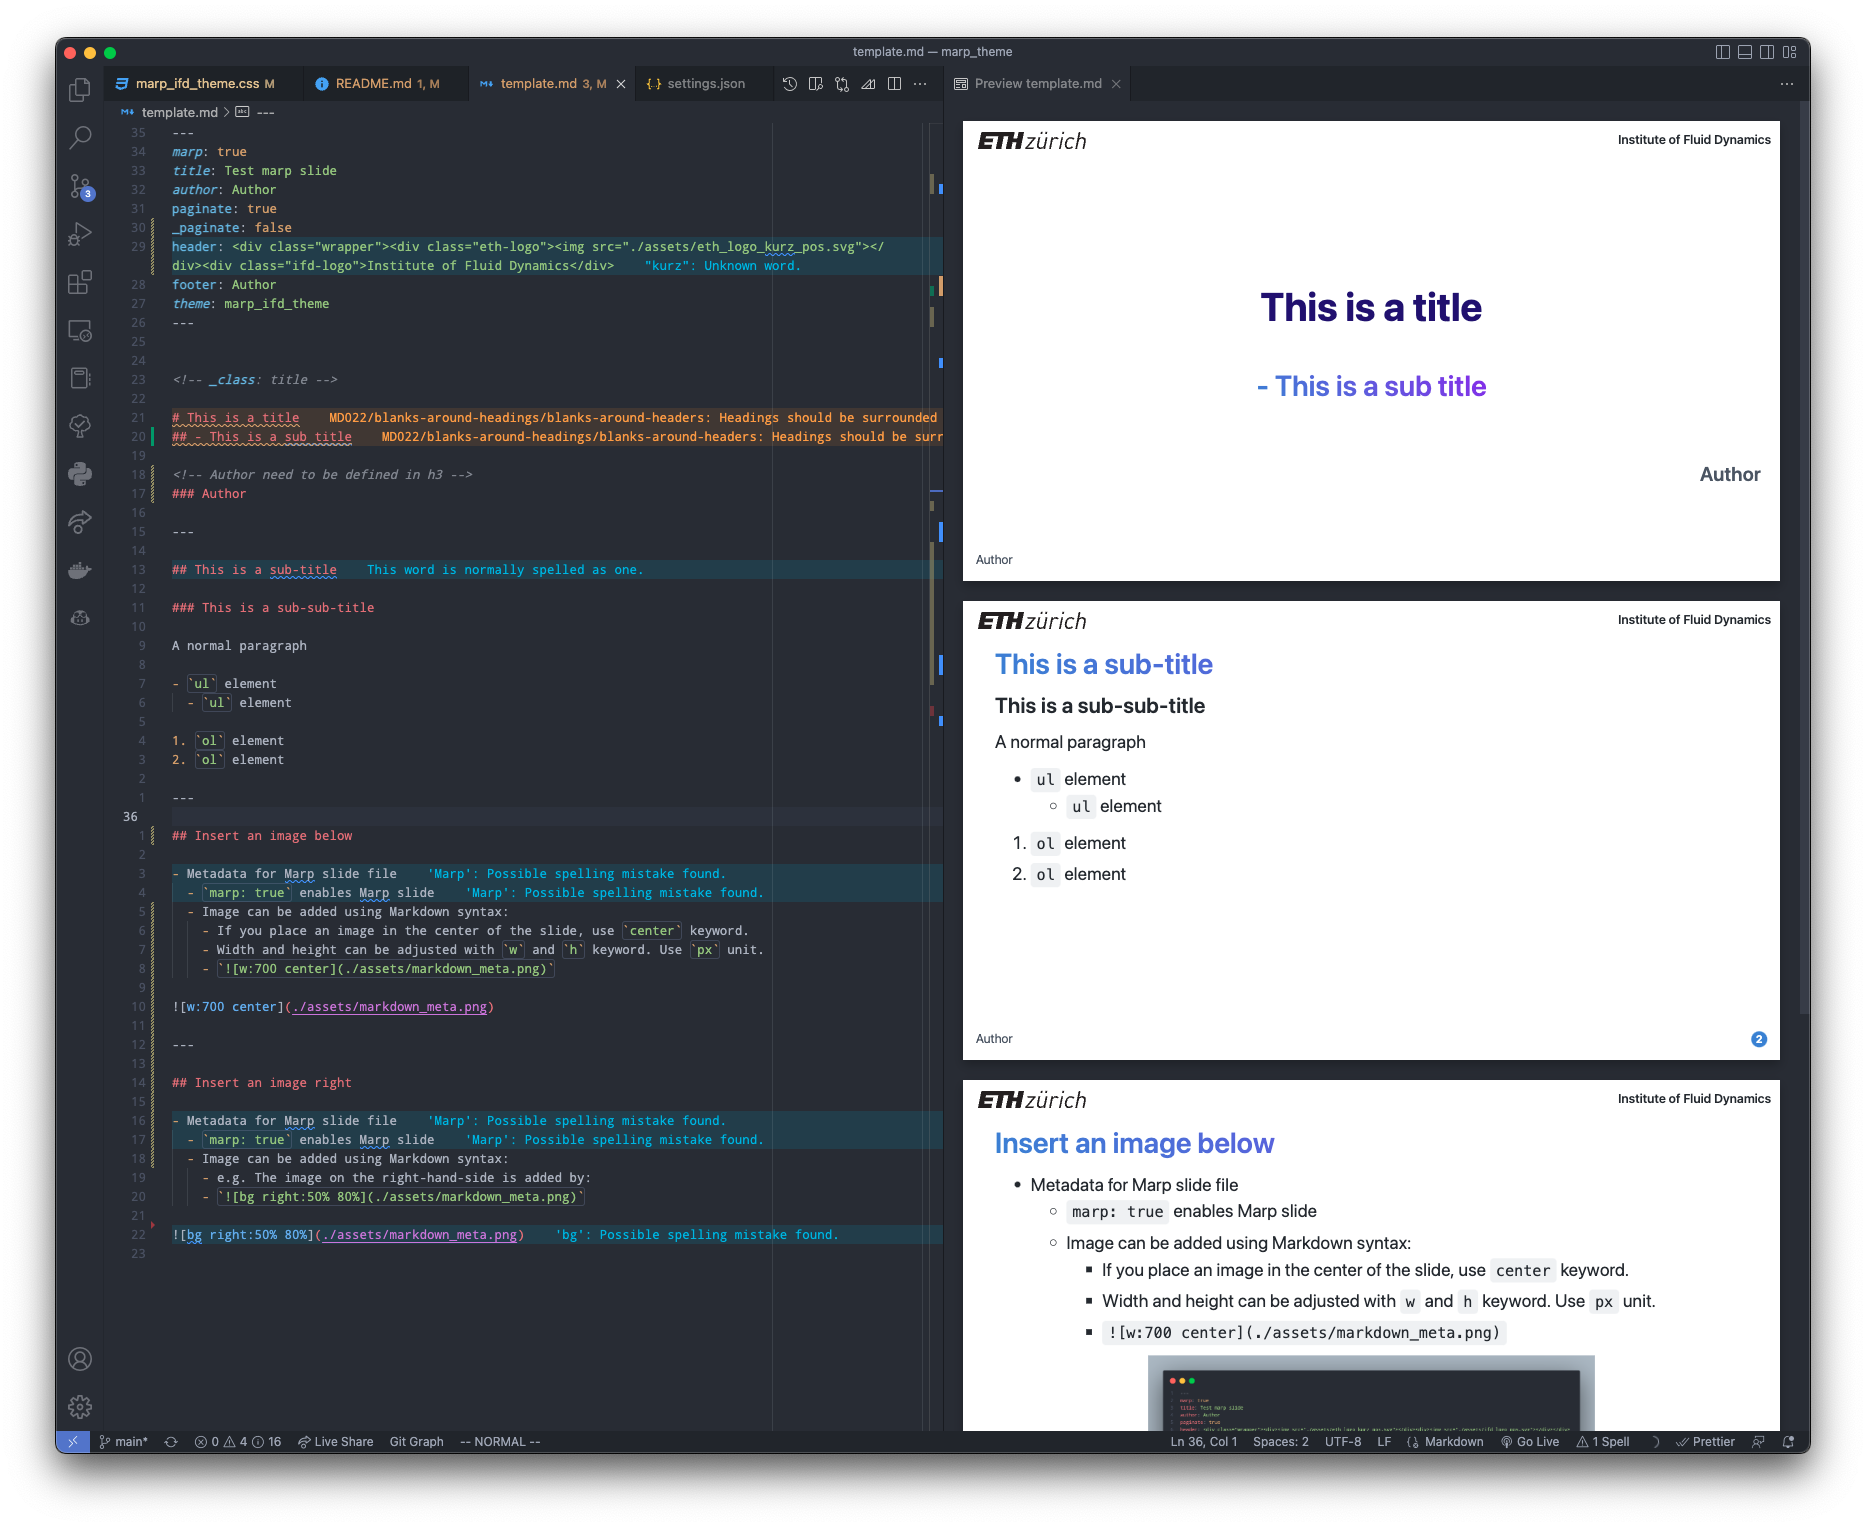 template.md — marp_theme
marp_ifd_theme.css M
README.md 1, M
template.md 3, M
settings.json
Preview template.md
template.md > ---
35 ---
34 marp: true
33 title: Test marp slide
32 author: Author
31 paginate: true
30 _paginate: false
29 header: <div class="wrapper"><div class="eth-logo"><img src="./assets/eth_logo_kurz_pos.svg"></
div><div class="ifd-logo">Institute of Fluid Dynamics</div> "kurz": Unknown word.
28 footer: Author
27 theme: marp_ifd_theme
26 ---
25
24
23 <!-- _class: title -->
22
21 # This is a title MD022/blanks-around-headings/blanks-around-headers: Headings should be surrounded
20 ## - This is a sub title MD022/blanks-around-headings/blanks-around-headers: Headings should be surr
19
18 <!-- Author need to be defined in h3 -->
17 ### Author
16
15 ---
14
13 ## This is a sub-title This word is normally spelled as one.
12
11 ### This is a sub-sub-title
10
9 A normal paragraph
8
7 - `ul` element
6 - `ul` element
5
4 1. `ol` element
3 2. `ol` element
2
1 ---
36
1 ## Insert an image below
2
3 - Metadata for Marp slide file 'Marp': Possible spelling mistake found.
4 - `marp: true` enables Marp slide 'Marp': Possible spelling mistake found.
5 - Image can be added using Markdown syntax:
6 - If you place an image in the center of the slide, use `center` keyword.
7 - Width and height can be adjusted with `w` and `h` keyword. Use `px` unit.
8 - `![w:700 center](./assets/markdown_meta.png)`
9
10 ![w:700 center](./assets/markdown_meta.png)
11
12 ---
13
14 ## Insert an image right
15
16 - Metadata for Marp slide file 'Marp': Possible spelling mistake found.
17 - `marp: true` enables Marp slide 'Marp': Possible spelling mistake found.
18 - Image can be added using Markdown syntax:
19 - e.g. The image on the right-hand-side is added by:
20 - `![bg right:50% 80%](./assets/markdown_meta.png)`
21
22 ![bg right:50% 80%](./assets/markdown_meta.png) 'bg': Possible spelling mistake found.
23
ETH zürich
Institute of Fluid Dynamics
This is a title
- This is a sub title
Author
Author
ETH zürich
Institute of Fluid Dynamics
This is a sub-title
This is a sub-sub-title
A normal paragraph
• ul element
○ ul element
1. ol element
2. ol element
Author
2
ETH zürich
Institute of Fluid Dynamics
Insert an image below
• Metadata for Marp slide file
○ marp: true enables Marp slide
○ Image can be added using Markdown syntax:
▪ If you place an image in the center of the slide, use center keyword.
▪ Width and height can be adjusted with w and h keyword. Use px unit.
▪ ![w:700 center](./assets/markdown_meta.png)
marp: true
title: Test marp slide
author: Author
paginate: true
3
main* 0 4 16 Live Share Git Graph -- NORMAL --
Ln 36, Col 1 Spaces: 2 UTF-8 LF Markdown Go Live 1 Spell Prettier